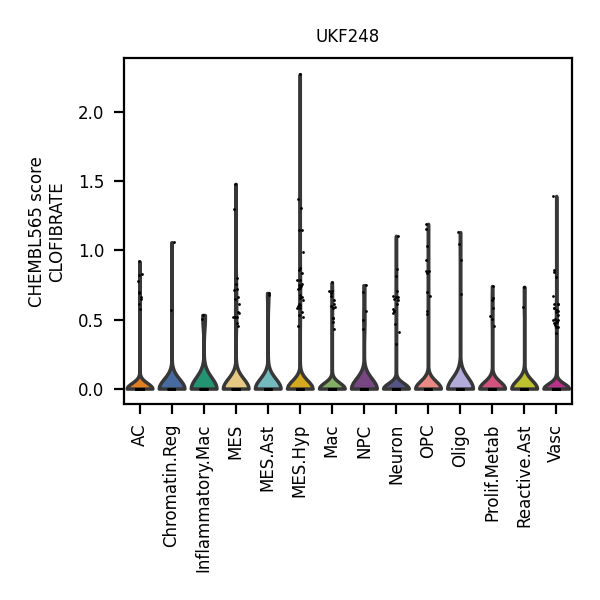 UKF248
CHEMBL565 score
CLOFIBRATE
2.0
1.5
1.0
0.5
0.0
AC
Chromatin.Reg
Inflammatory.Mac
MES
MES.Ast
MES.Hyp
Mac
NPC
Neuron
OPC
Oligo
Prolif.Metab
Reactive.Ast
Vasc